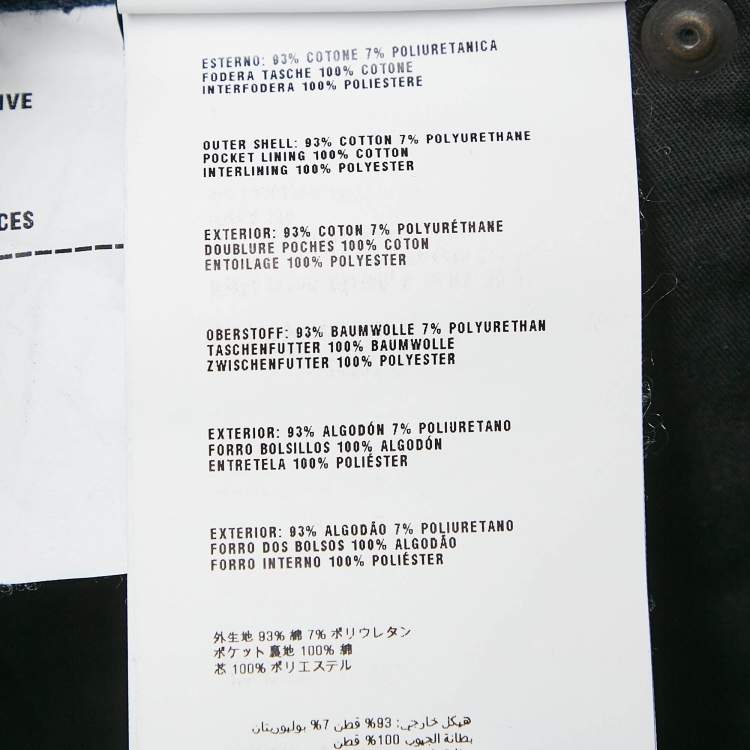 IVE
CES
ESTERNO: 93% COTONE 7% POLIURETANICA
FODERA TASCHE 100% COTONE
INTERFODERA 100% POLIESTERE
OUTER SHELL: 93% COTTON 7% POLYURETHANE
POCKET LINING 100% COTTON
INTERLINING 100% POLYESTER
EXTERIOR: 93% COTON 7% POLYURÉTHANE
DOUBLURE POCHES 100% COTON
ENTOILAGE 100% POLYESTER
OBERSTOFF: 93% BAUMWOLLE 7% POLYURETHAN
TASCHENFUTTER 100% BAUMWOLLE
ZWISCHENFUTTER 100% POLYESTER
EXTERIOR: 93% ALGODÓN 7% POLIURETANO
FORRO BOLSILLOS 100% ALGODÓN
ENTRETELA 100% POLIÉSTER
EXTERIOR: 93% ALGODÃO 7% POLIURETANO
FORRO DOS BOLSOS 100% ALGODÃO
FORRO INTERNO 100% POLIÉSTER
外生地 93% 綿 7% ポリウレタン
ポケット裏地 100% 綿
芯 100% ポリエステル
هيكل خارجي: 93% قطن 7% بوليوريتان
بطانة الجيوب 100% قطن